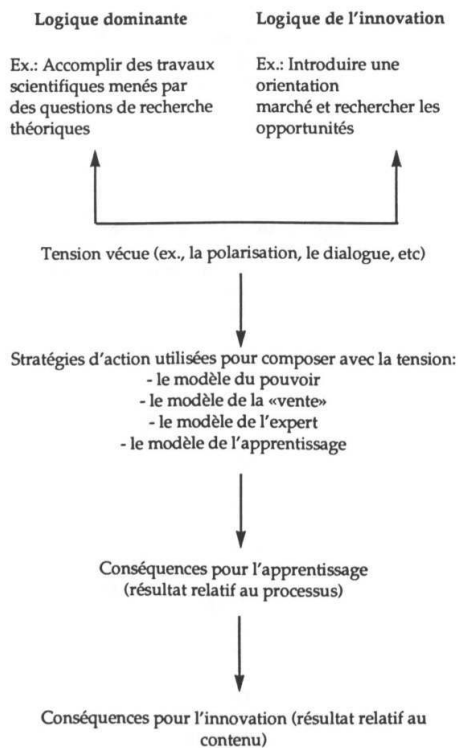 Logique dominante
Ex.: Accomplir des travaux
scientifiques menés par
des questions de recherche
théoriques
Logique de l'innovation
Ex.: Introduire une
orientation
marché et rechercher les
opportunités
Tension vécue (ex., la polarisation, le dialogue, etc)
Stratégies d'action utilisées pour composer avec la tension:
- le modèle du pouvoir
- le modèle de la «vente»
- le modèle de l'expert
- le modèle de l'apprentissage
Conséquences pour l'apprentissage
(résultat relatif au processus)
Conséquences pour l'innovation (résultat relatif au
contenu)